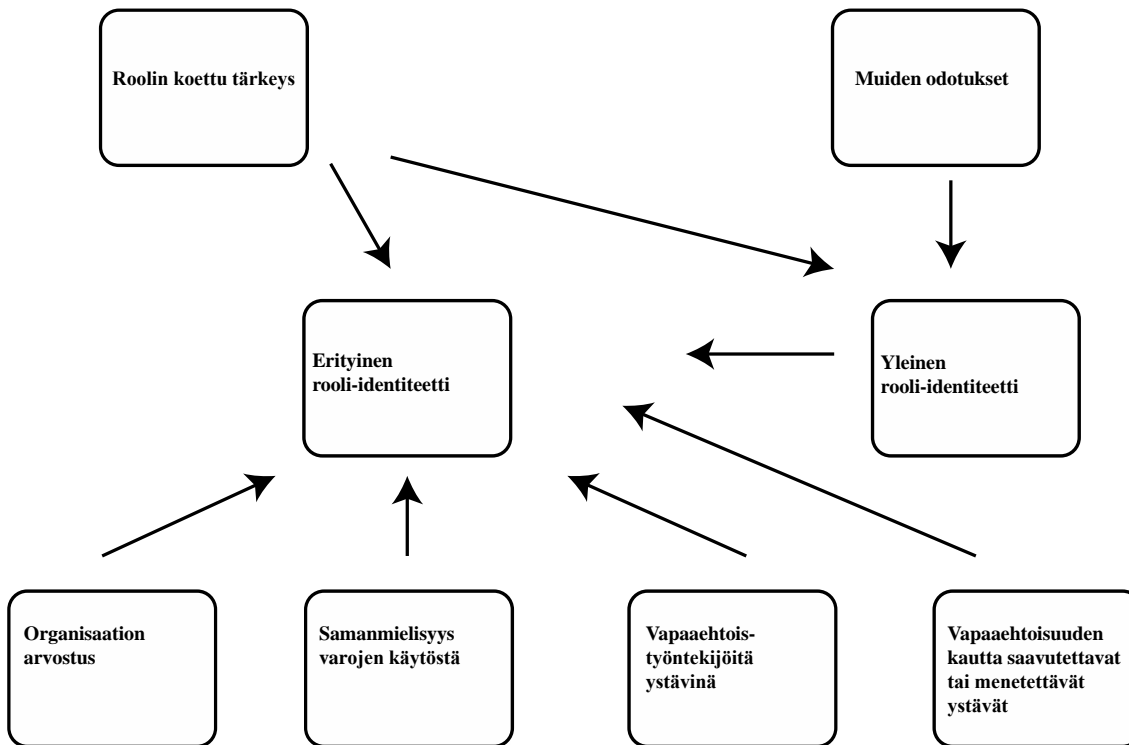 Roolin koettu tärkeys
Muiden odotukset
Erityinen
rooli-identiteetti
Yleinen
rooli-identiteetti
Organisaation
arvostus
Samanmielisyys
varojen käytöstä
Vapaaehtois-
työntekijöitä
ystävinä
Vapaaehtoisuuden
kautta saavutettavat
tai menetettävät
ystävät